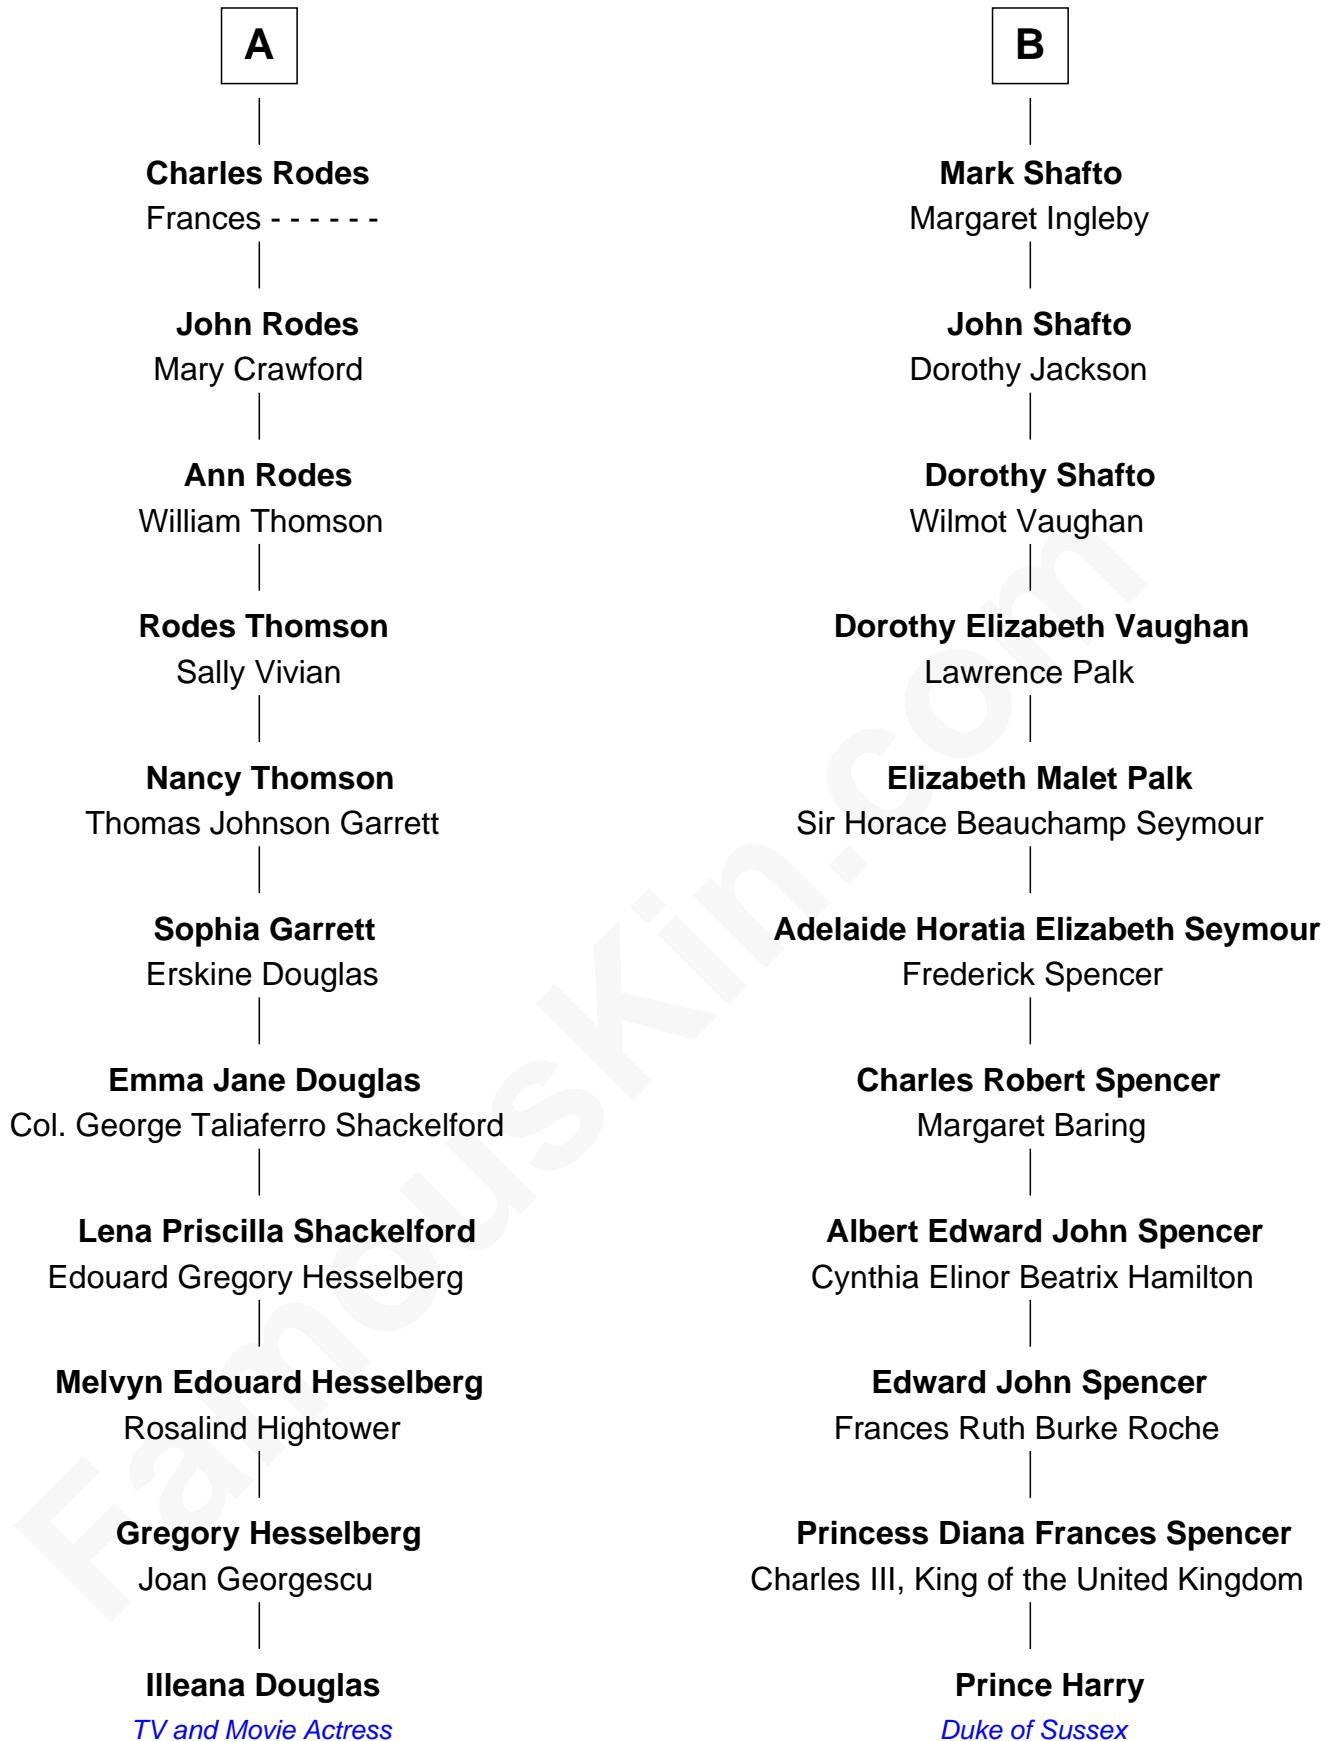 A
Charles Rodes
Frances - - - - - -
John Rodes
Mary Crawford
Ann Rodes
William Thomson
Rodes Thomson
Sally Vivian
Nancy Thomson
Thomas Johnson Garrett
Sophia Garrett
Erskine Douglas
Emma Jane Douglas
Col. George Taliaferro Shackelford
Lena Priscilla Shackelford
Edouard Gregory Hesselberg
Melvyn Edouard Hesselberg
Rosalind Hightower
Gregory Hesselberg
Joan Georgescu
Illeana Douglas
TV and Movie Actress
B
Mark Shafto
Margaret Ingleby
John Shafto
Dorothy Jackson
Dorothy Shafto
Wilmot Vaughan
Dorothy Elizabeth Vaughan
Lawrence Palk
Elizabeth Malet Palk
Sir Horace Beauchamp Seymour
Adelaide Horatia Elizabeth Seymour
Frederick Spencer
Charles Robert Spencer
Margaret Baring
Albert Edward John Spencer
Cynthia Elinor Beatrix Hamilton
Edward John Spencer
Frances Ruth Burke Roche
Princess Diana Frances Spencer
Charles III, King of the United Kingdom
Prince Harry
Duke of Sussex
FamousKin.com